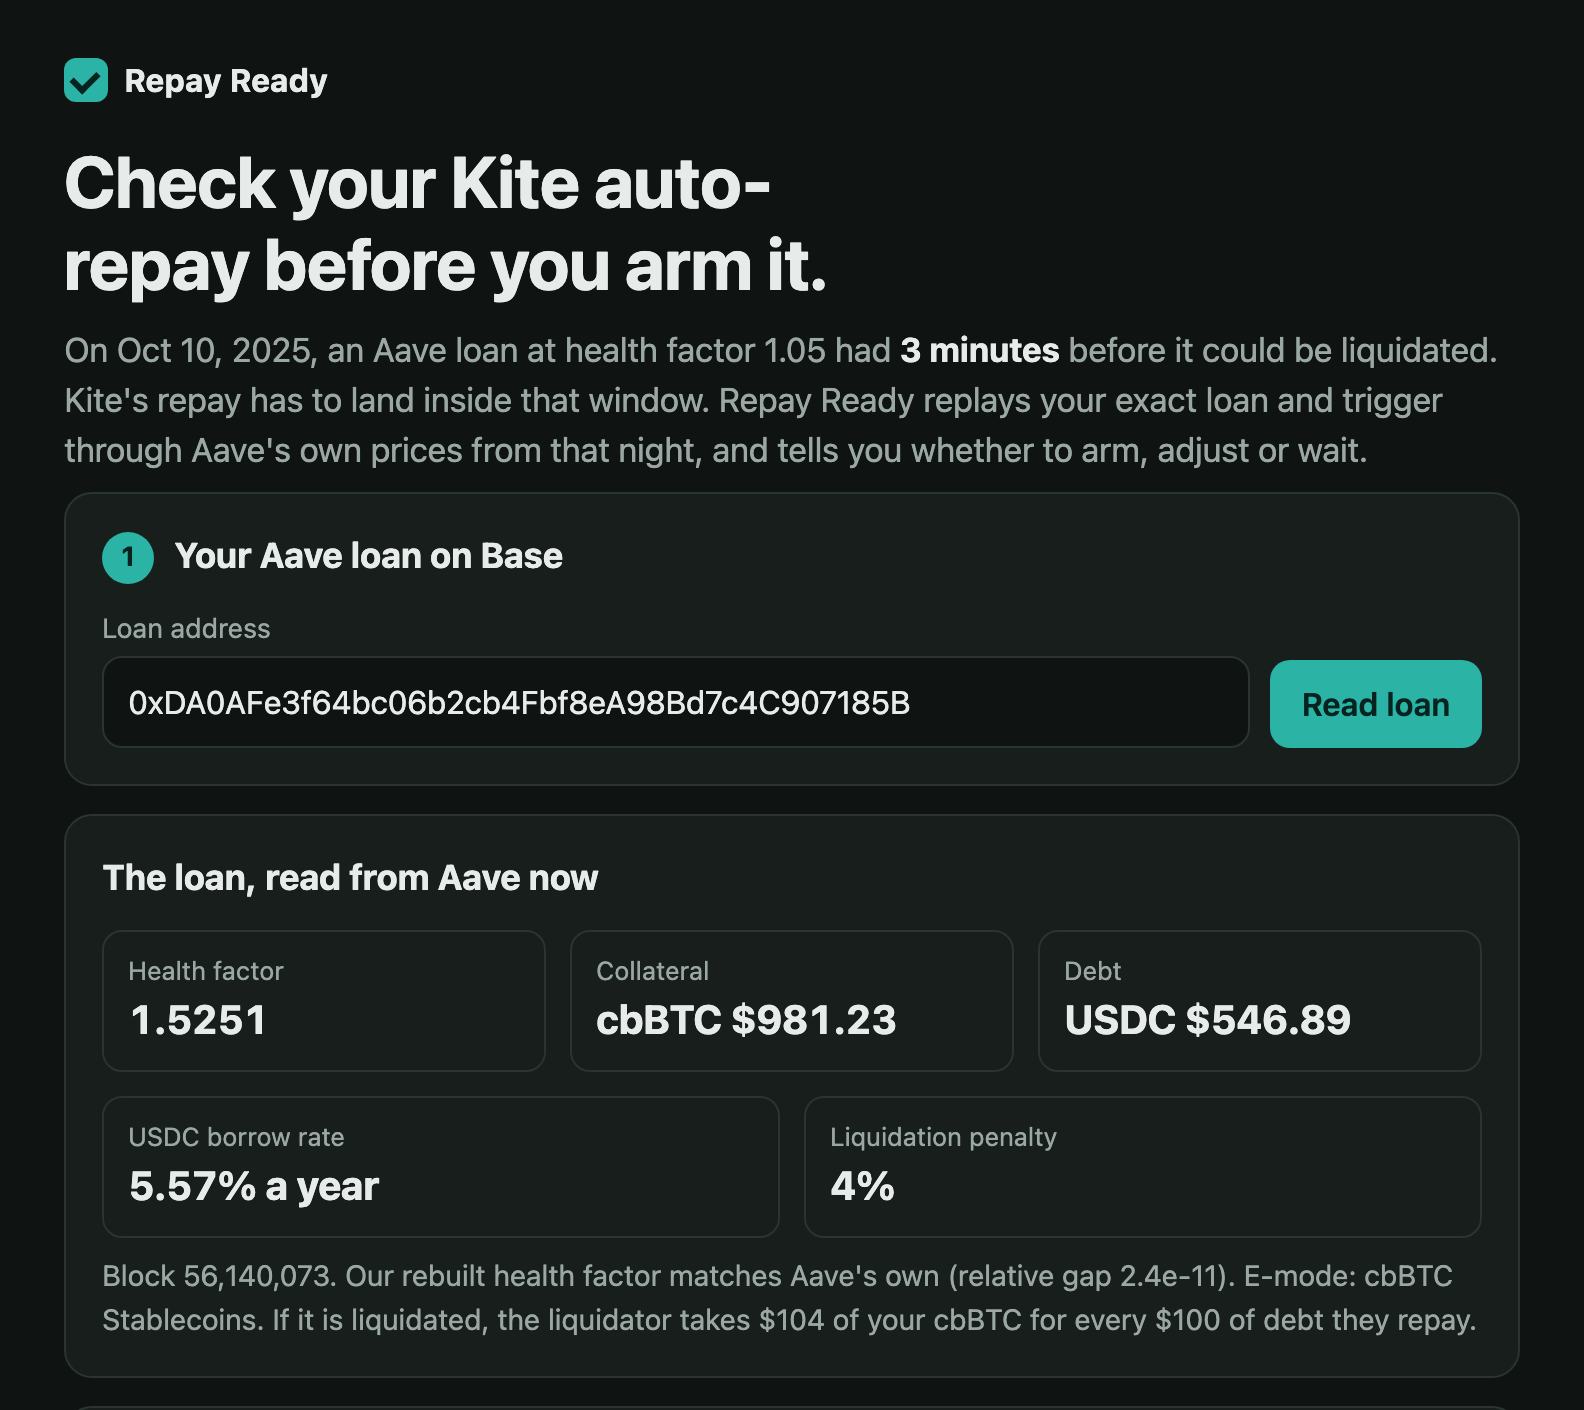 Repay Ready
Check your Kite auto-
repay before you arm it.
On Oct 10, 2025, an Aave loan at health factor 1.05 had 3 minutes before it could be liquidated.
Kite's repay has to land inside that window. Repay Ready replays your exact loan and trigger
through Aave's own prices from that night, and tells you whether to arm, adjust or wait.
1 Your Aave loan on Base
Loan address
0xDA0AFe3f64bc06b2cb4Fbf8eA98Bd7c4C907185B
Read loan
The loan, read from Aave now
Health factor
1.5251
Collateral
cbBTC $981.23
Debt
USDC $546.89
USDC borrow rate
5.57% a year
Liquidation penalty
4%
Block 56,140,073. Our rebuilt health factor matches Aave's own (relative gap 2.4e-11). E-mode: cbBTC
Stablecoins. If it is liquidated, the liquidator takes $104 of your cbBTC for every $100 of debt they repay.